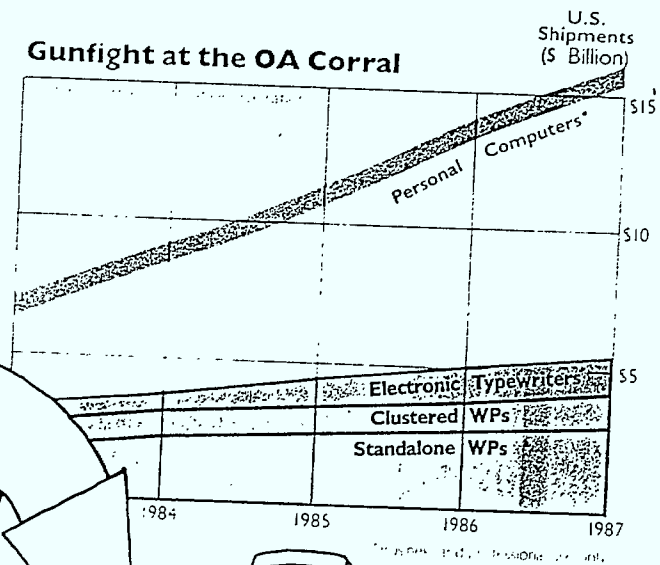 Gunfight at the OA Corral
U.S.
Shipments
($ Billion)
$15
Personal Computers*
$10
$5
Electronic Typewriters
Clustered WPs
Standalone WPs
1984
1985
1986
1987